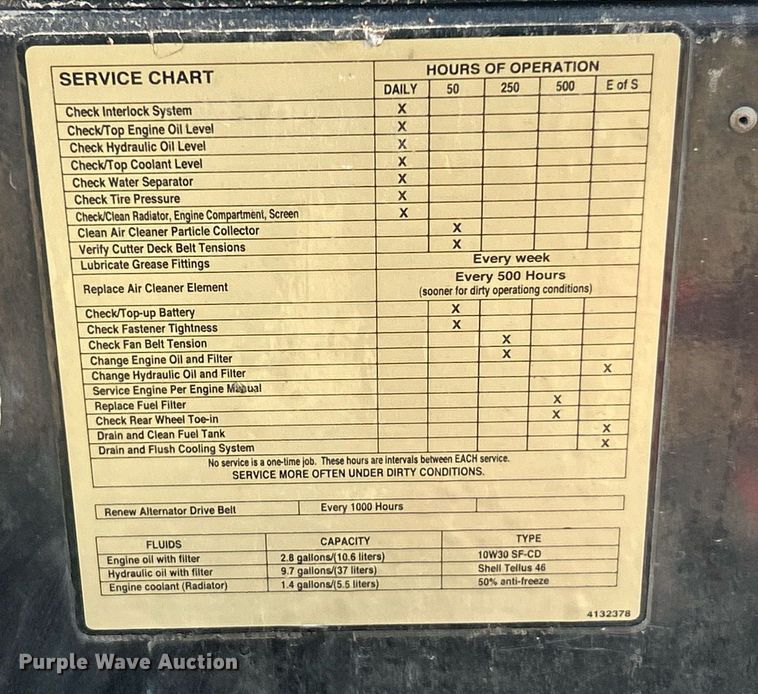 SERVICE CHART HOURS OF OPERATION
DAILY 50 250 500 E of S
Check Interlock System X
Check/Top Engine Oil Level X
Check Hydraulic Oil Level X
Check/Top Coolant Level X
Check Water Separator X
Check Tire Pressure X
Check/Clean Radiator, Engine Compartment, Screen X
Clean Air Cleaner Particle Collector X
Verify Cutter Deck Belt Tensions X
Lubricate Grease Fittings Every week
Replace Air Cleaner Element Every 500 Hours
(sooner for dirty operationg conditions)
Check/Top-up Battery X
Check Fastener Tightness X
Check Fan Belt Tension X
Change Engine Oil and Filter X
Change Hydraulic Oil and Filter X
Service Engine Per Engine Manual
Replace Fuel Filter X
Check Rear Wheel Toe-in X
Drain and Clean Fuel Tank X
Drain and Flush Cooling System X
No service is a one-time job. These hours are intervals between EACH service.
SERVICE MORE OFTEN UNDER DIRTY CONDITIONS.
Renew Alternator Drive Belt Every 1000 Hours
FLUIDS CAPACITY TYPE
Engine oil with filter 2.8 gallons/(10.6 liters) 10W30 SF-CD
Hydraulic oil with filter 9.7 gallons/(37 liters) Shell Tellus 46
Engine coolant (Radiator) 1.4 gallons/(5.5 liters) 50% anti-freeze
4132378
Purple Wave Auction